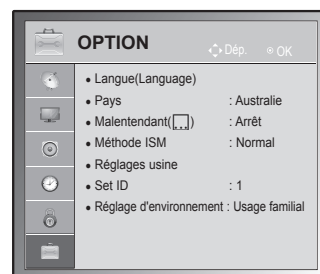 OPTION
Dép. OK
• Langue(Language)
• Pays : Australie
• Malentendant( ) : Arrêt
• Méthode ISM : Normal
• Réglages usine
• Set ID : 1
• Réglage d'environnement : Usage familial